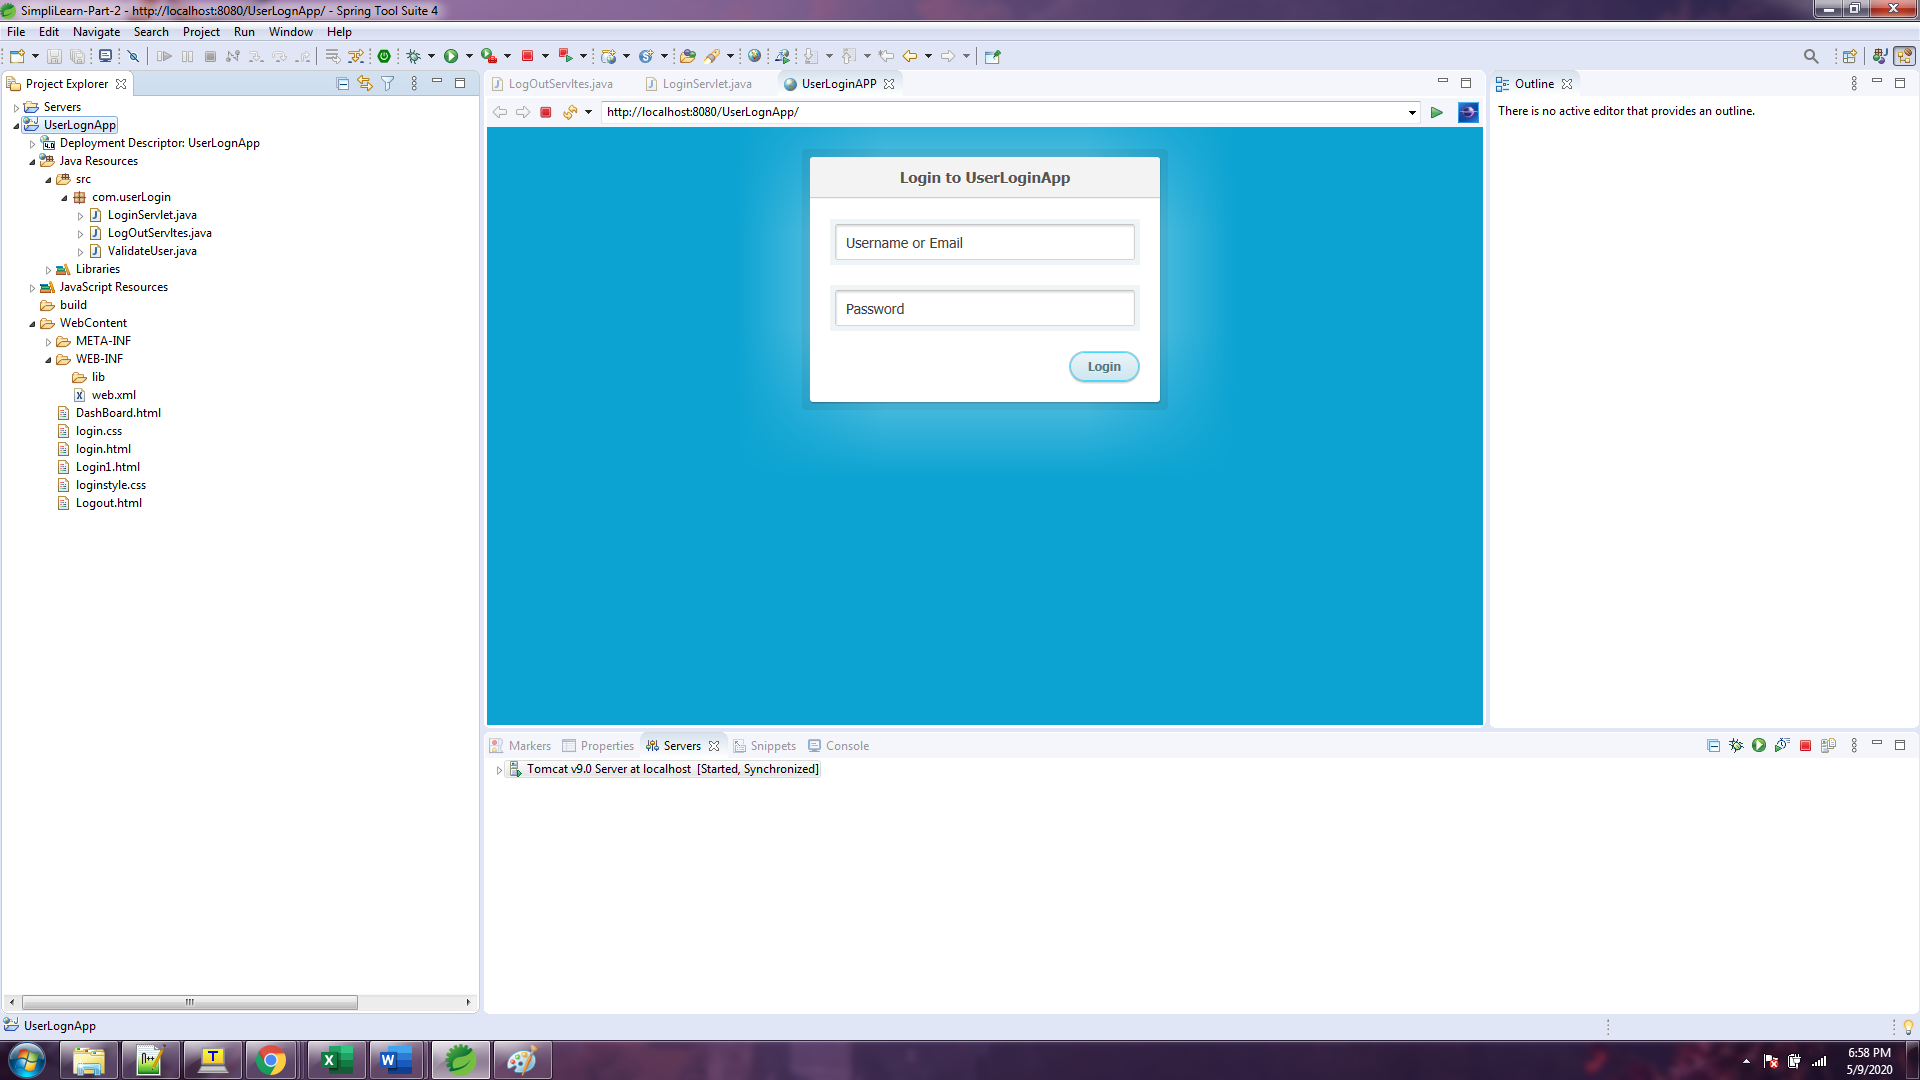 SimpliLearn-Part-2 - http://localhost:8080/UserLognApp/ - Spring Tool Suite 4
File Edit Navigate Search Project Run Window Help
Project Explorer
Servers
UserLognApp
Deployment Descriptor: UserLognApp
Java Resources
src
com.userLogin
LoginServlet.java
LogOutServltes.java
ValidateUser.java
Libraries
JavaScript Resources
build
WebContent
META-INF
WEB-INF
lib
web.xml
DashBoard.html
login.css
login.html
Login1.html
loginstyle.css
Logout.html
LogOutServltes.java LoginServlet.java UserLoginAPP
http://localhost:8080/UserLognApp/
Login to UserLoginApp
Username or Email
Password
Login
Outline
There is no active editor that provides an outline.
Markers Properties Servers Snippets Console
Tomcat v9.0 Server at localhost [Started, Synchronized]
UserLognApp
6:58 PM
5/9/2020